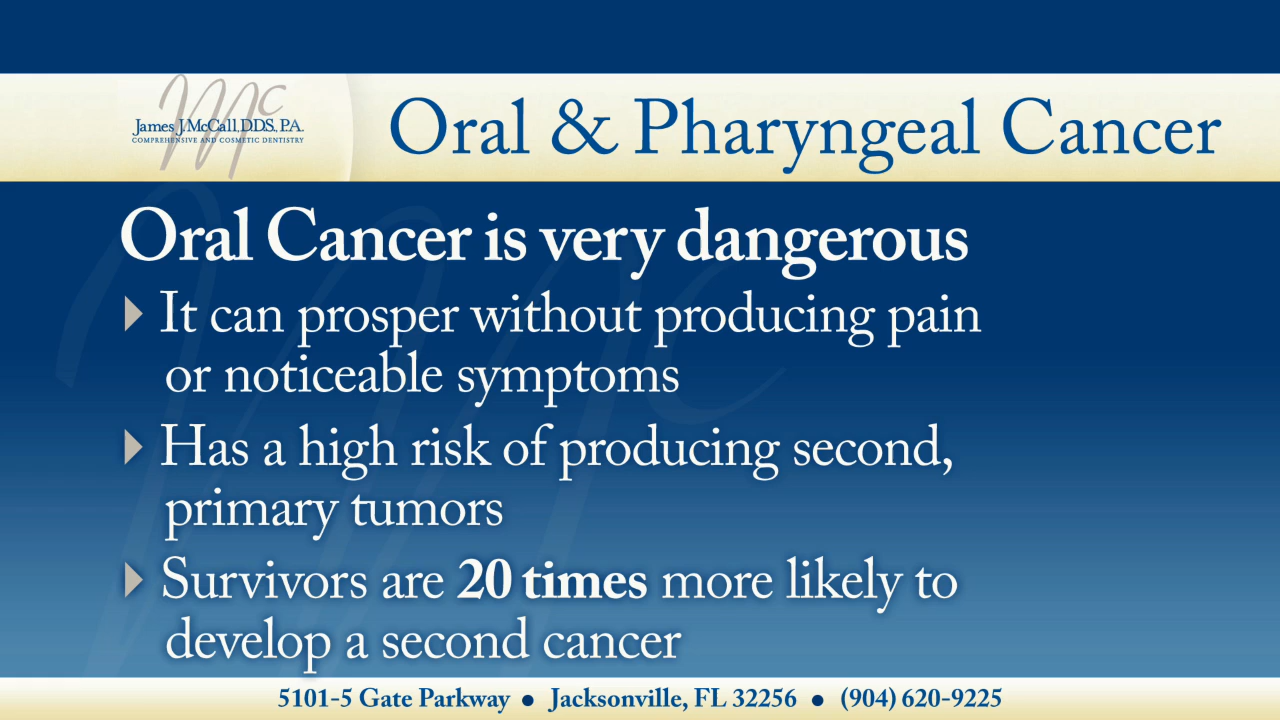 Mc
James J. McCall, D.D.S., P.A.
COMPREHENSIVE AND COSMETIC DENTISTRY
Oral & Pharyngeal Cancer
Oral Cancer is very dangerous
It can prosper without producing pain
or noticeable symptoms
Has a high risk of producing second,
primary tumors
Survivors are 20 times more likely to
develop a second cancer
5101-5 Gate Parkway ● Jacksonville, FL 32256 ● (904) 620-9225